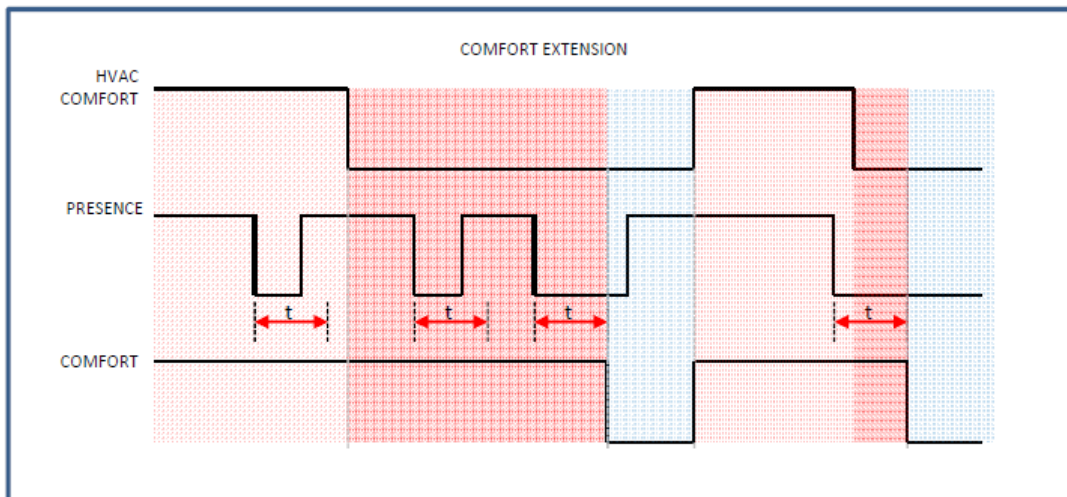 COMFORT EXTENSION
HVAC
COMFORT
PRESENCE
t
t
t
t
COMFORT